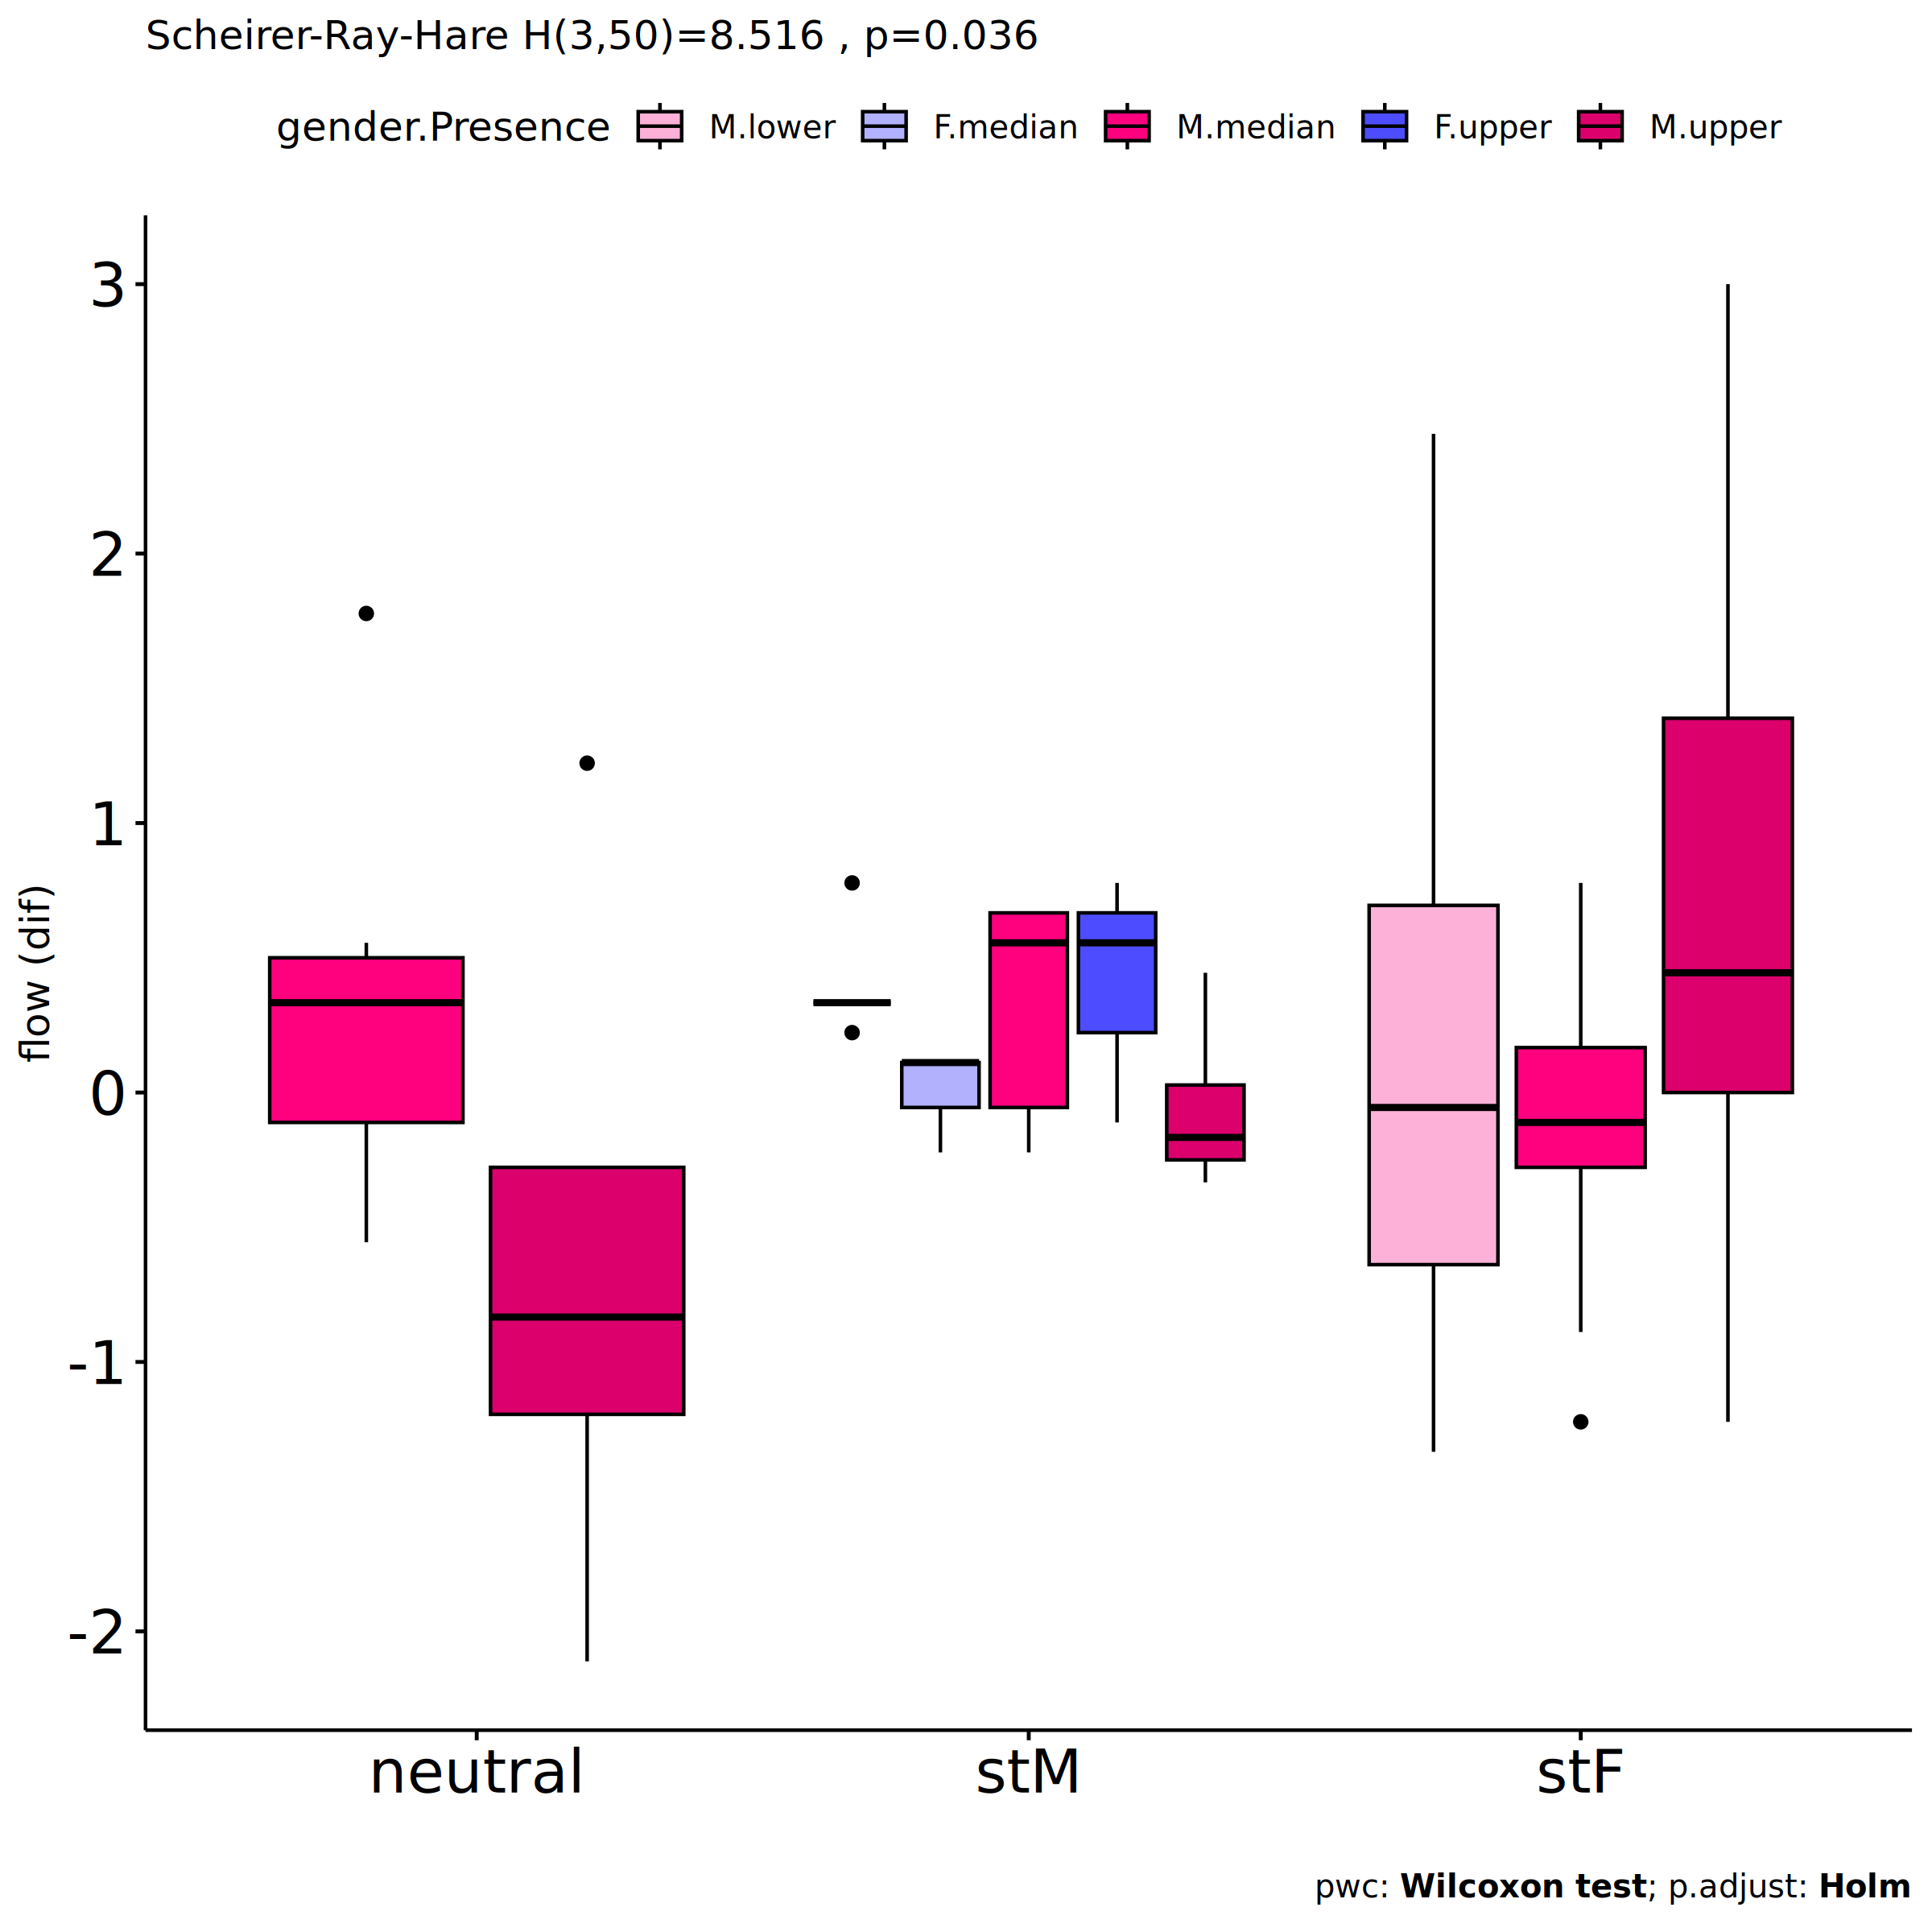 Scheirer-Ray-Hare H(3,50)=8.516 , p=0.036
gender.Presence M.lower F.median M.median F.upper M.upper
3
2
1
0
-1
-2
flow (dif)
neutral stM stF
pwc: Wilcoxon test; p.adjust: Holm